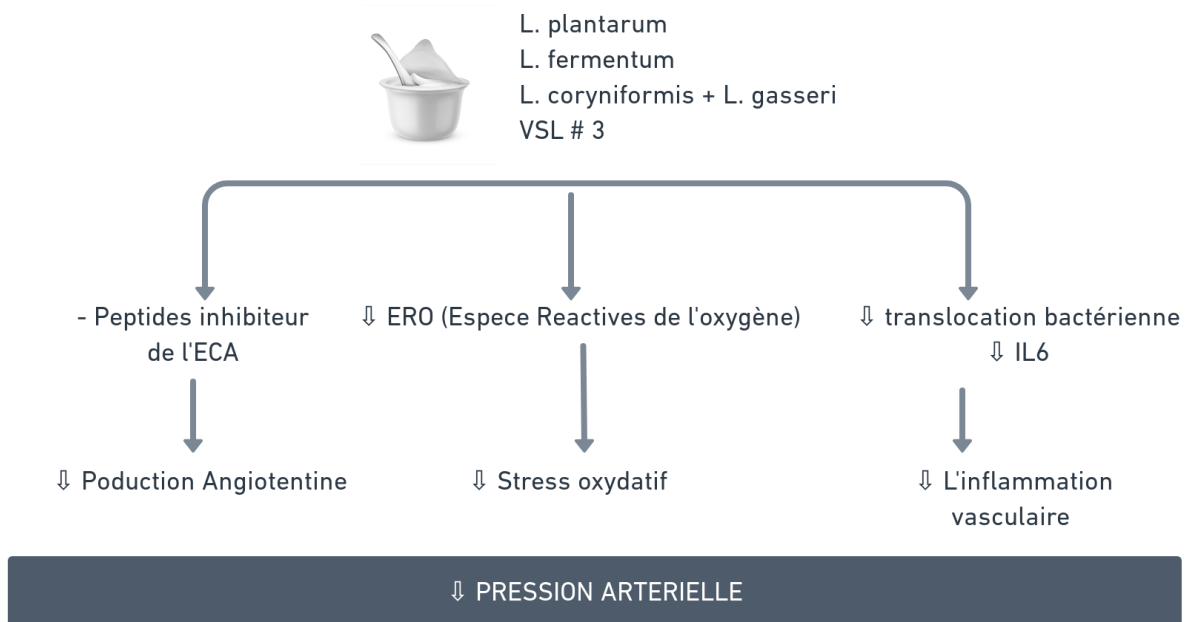 L. plantarum
L. fermentum
L. coryniformis + L. gasseri
VSL # 3
- Peptides inhibiteur
de l'ECA
⇩ ERO (Espece Reactives de l'oxygène)
⇩ translocation bactérienne
⇩ IL6
⇩ Poduction Angiotentine
⇩ Stress oxydatif
⇩ L'inflammation
vasculaire
⇩ PRESSION ARTERIELLE